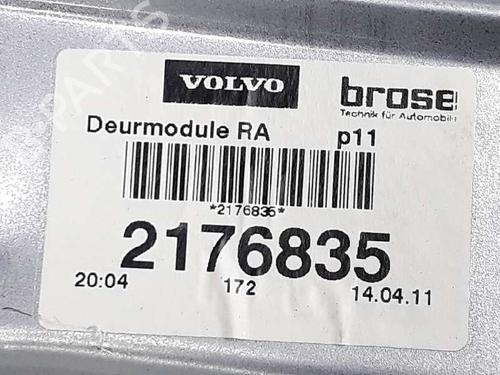 VOLVO
brose
Technik für Automobile
Deurmodule RA p11
*2176835*
2176835
20:04 172 14.04.11